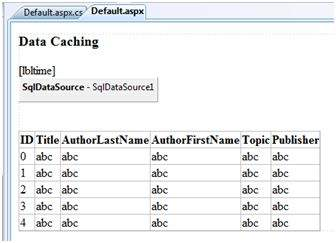 Default.aspx.cs Default.aspx
Data Caching
[lbltime]
SqlDataSource - SqlDataSource1
ID Title AuthorLastName AuthorFirstName Topic Publisher
0 abc abc abc abc abc
1 abc abc abc abc abc
2 abc abc abc abc abc
3 abc abc abc abc abc
4 abc abc abc abc abc